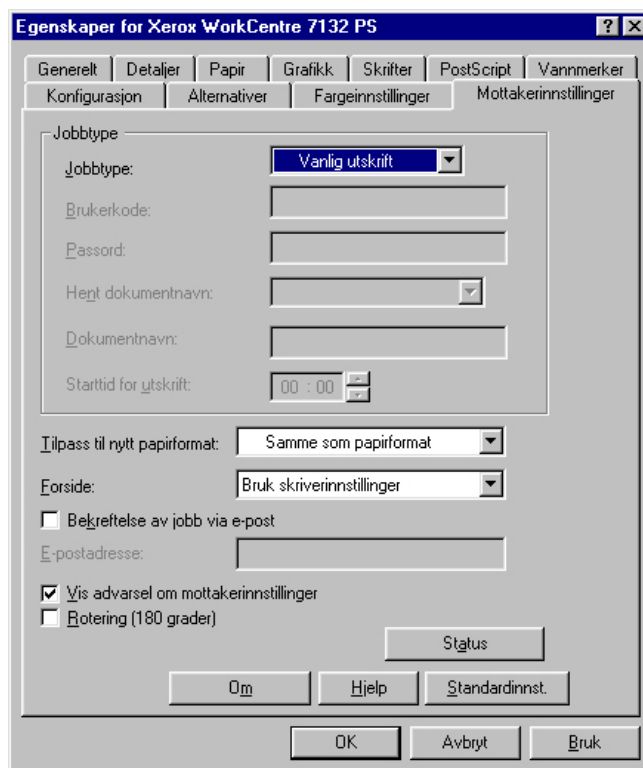 Egenskaper for Xerox WorkCentre 7132 PS
Generelt Detaljer Papir Grafikk Skrifter PostScript Vannmerker
Konfigurasjon Alternativer Fargeinnstillinger Mottakerinnstillinger
Jobbtype
Jobbtype: Vanlig utskrift
Brukerkode:
Passord:
Hent dokumentnavn:
Dokumentnavn:
Starttid for utskrift: 00 : 00
Tilpass til nytt papirformat: Samme som papirformat
Forside: Bruk skriverinnstillinger
Bekreftelse av jobb via e-post
E-postadresse:
Vis advarsel om mottakerinnstillinger
Rotering (180 grader)
Status
Om Hjelp Standardinnst.
OK Avbryt Bruk